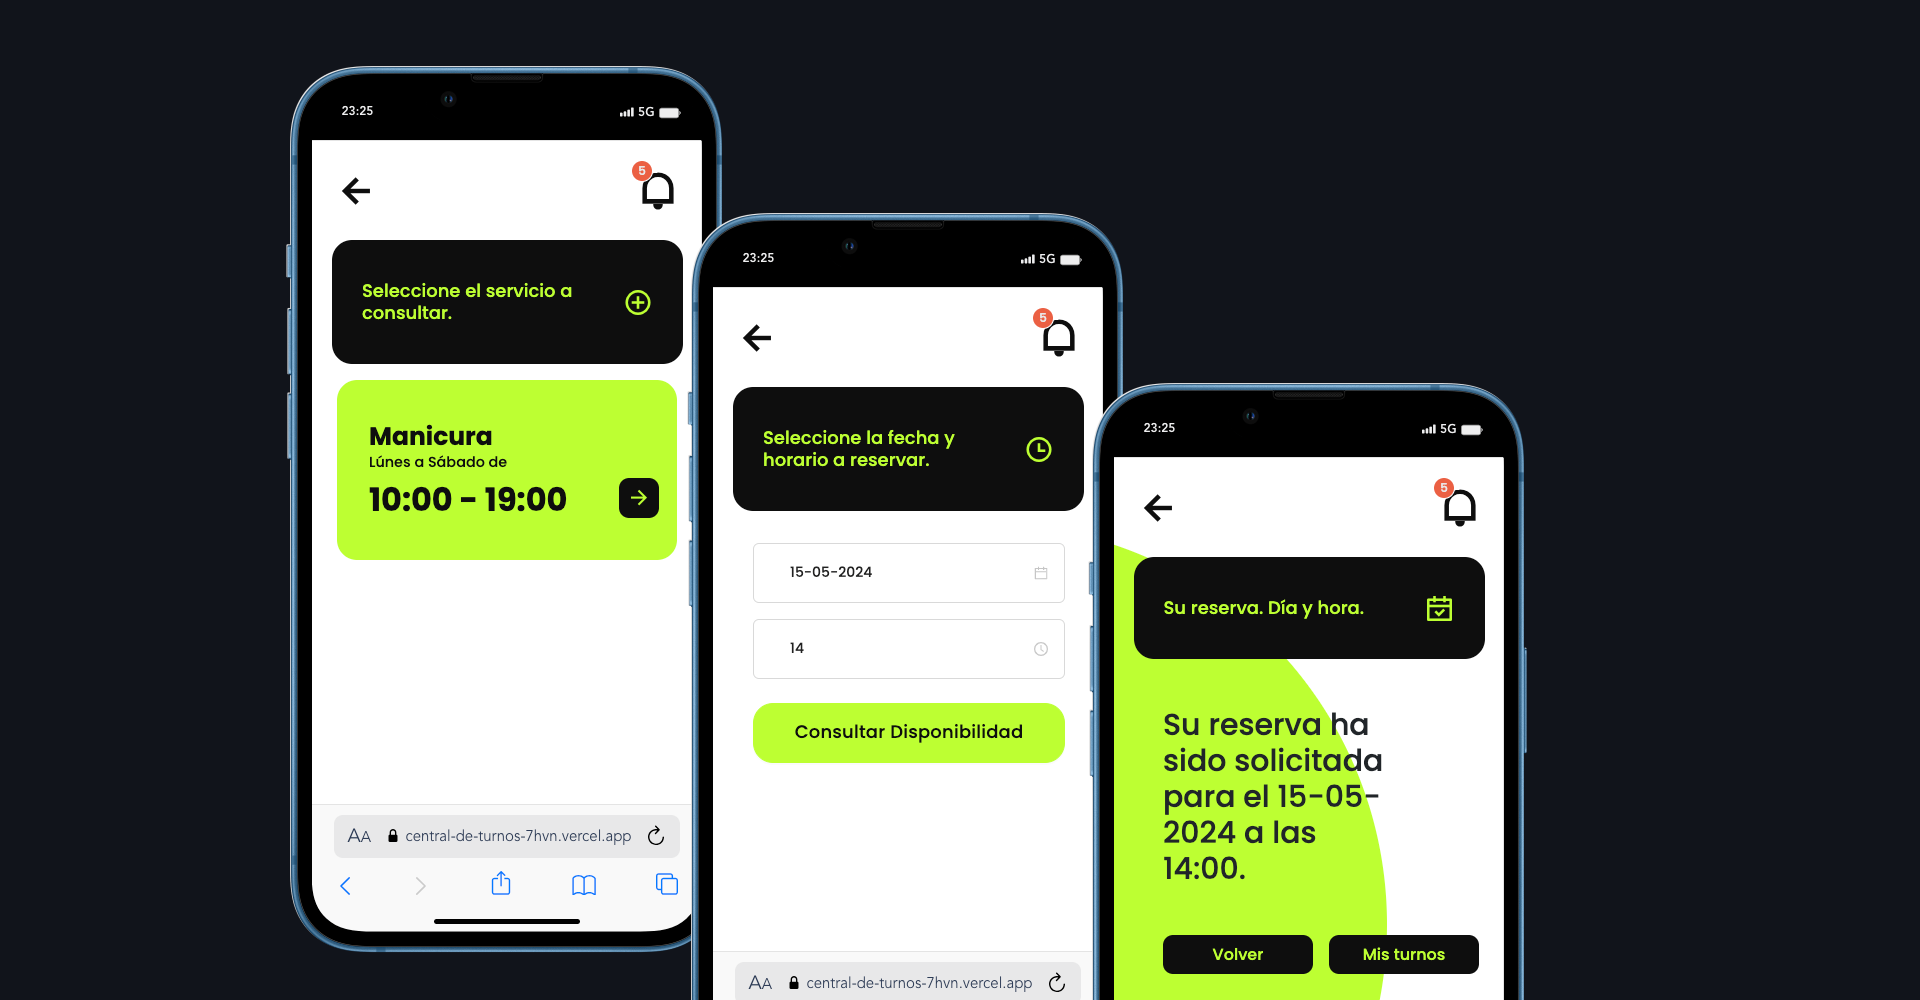 23:25
5G
5
Seleccione el servicio a
consultar.
Manicura
Lúnes a Sábado de
10:00 - 19:00
AA
central-de-turnos-7hvn.vercel.app
23:25
5G
5
Seleccione la fecha y
horario a reservar.
15-05-2024
14
Consultar Disponibilidad
AA
central-de-turnos-7hvn.vercel.app
23:25
5G
5
Su reserva. Día y hora.
Su reserva ha
sido solicitada
para el 15-05-
2024 a las
14:00.
Volver
Mis turnos